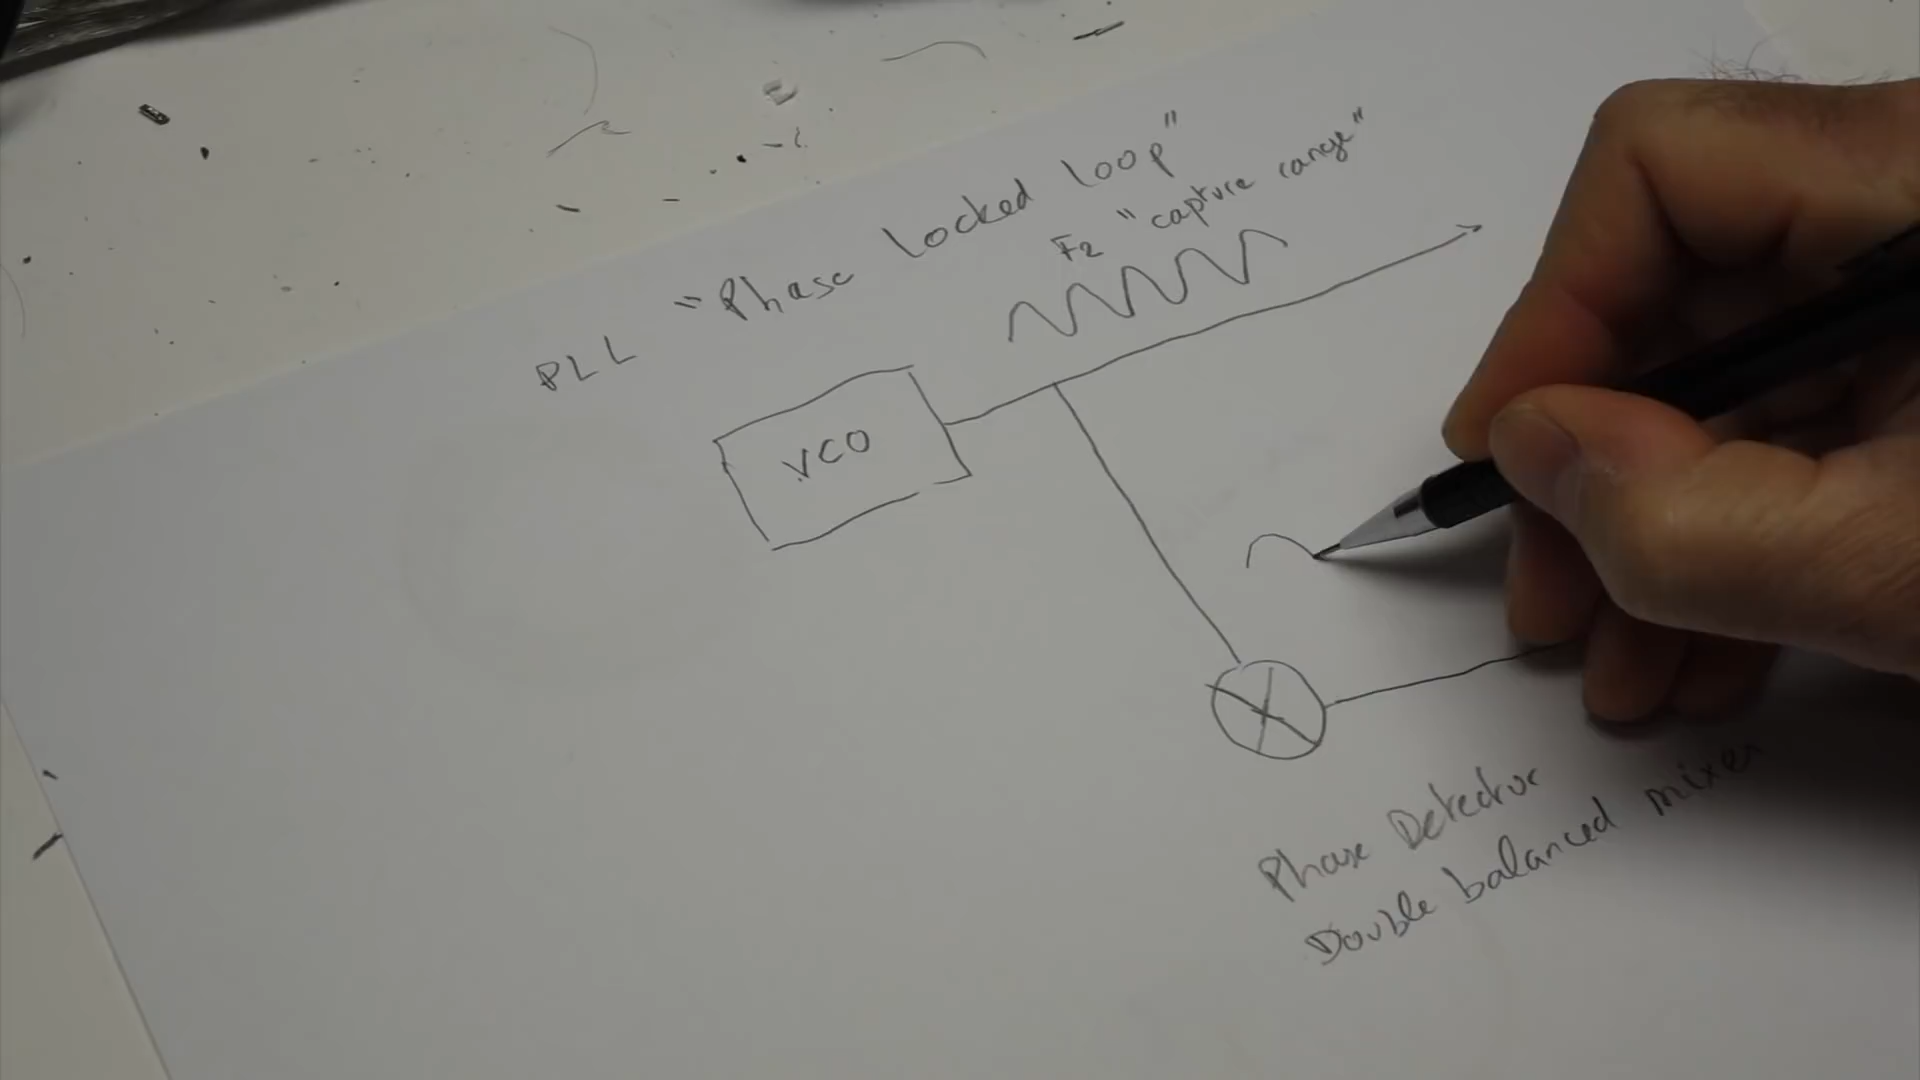 PLL "Phase Locked Loop"
F2 "capture range"
VCO
Phase Detector
Double balanced mixer